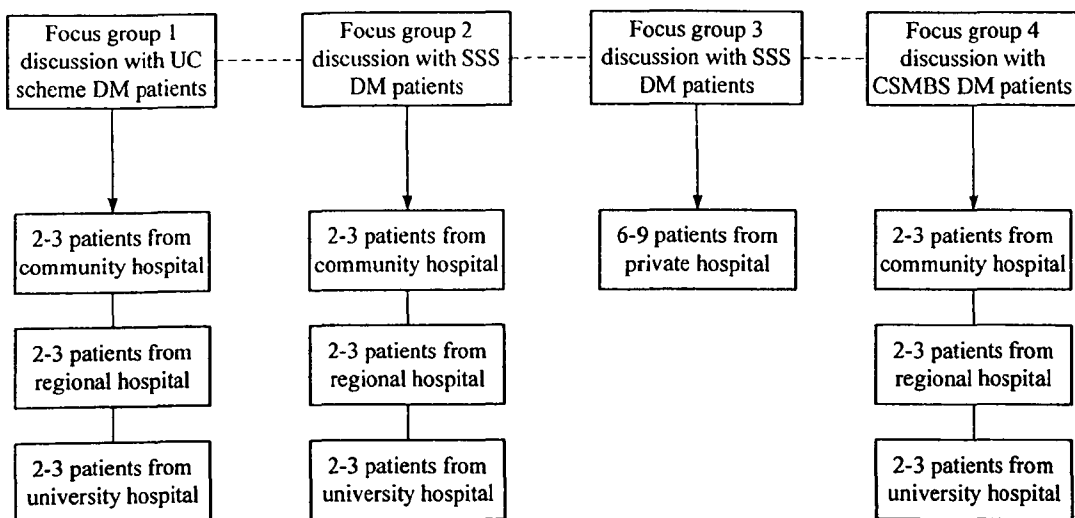 Focus group 1
discussion with UC
scheme DM patients
Focus group 2
discussion with SSS
DM patients
Focus group 3
discussion with SSS
DM patients
Focus group 4
discussion with
CSMBS DM patients
2-3 patients from
community hospital
2-3 patients from
community hospital
6-9 patients from
private hospital
2-3 patients from
community hospital
2-3 patients from
regional hospital
2-3 patients from
regional hospital
2-3 patients from
regional hospital
2-3 patients from
university hospital
2-3 patients from
university hospital
2-3 patients from
university hospital